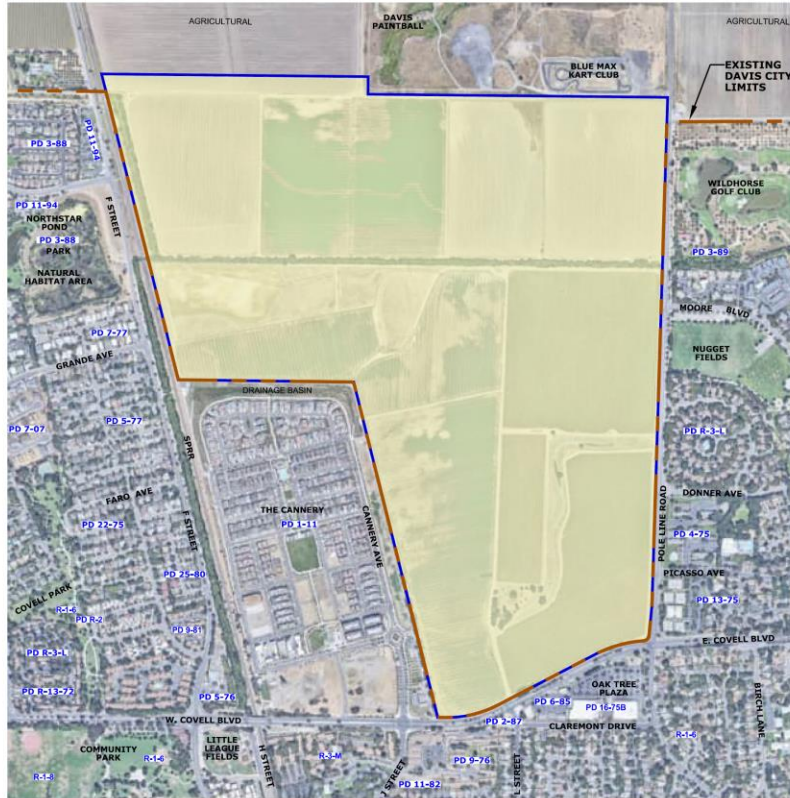 AGRICULTURAL
DAVIS
PAINTBALL
AGRICULTURAL
BLUE MAX
KART CLUB
EXISTING
DAVIS CITY
LIMITS
PD 3-88
PD 11-94
WILDHORSE
GOLF CLUB
PD 11-94
NORTHSTAR
POND
PD 3-88
PARK
F STREET
NATURAL
HABITAT AREA
PD 3-89
MOORE BLVD
PD 7-77
GRANDE AVE
NUGGET
FIELDS
DRAINAGE BASIN
PD 5-77
PD 7-07
SPRR
PD R-3-L
FARO AVE
PD 22-75
F STREET
THE CANNERY
PD 1-11
CANNERY AVE
POLE LINE ROAD
DONNER AVE
PD 4-75
PD 25-80
PICASSO AVE
COVELL PARK
R-1-6
PD R-2
PD 9-81
PD 13-75
PD R-3-L
E. COVELL BLVD
PD R-13-72
PD 5-76
OAK TREE
PLAZA
PD 6-85
PD 16-75B
BIRCH LANE
W. COVELL BLVD
PD 2-87
CLAREMONT DRIVE
LITTLE
LEAGUE
FIELDS
COMMUNITY
PARK
R-1-6
H STREET
R-3-M
J STREET
PD 9-76
L STREET
R-1-6
R-1-8
PD 11-82